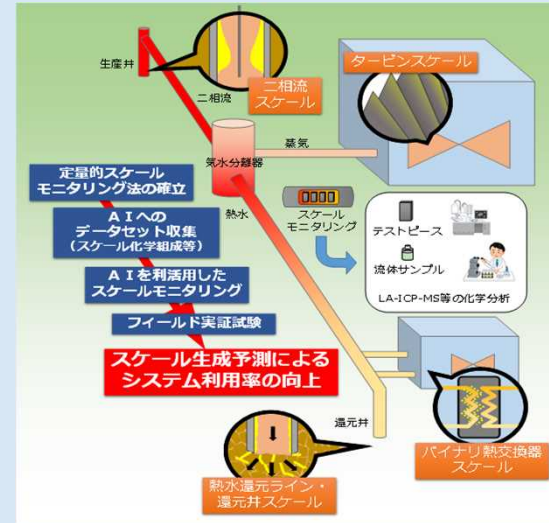 生産井
二相流
二相流
スケール
タービンスケール
蒸気
気水分離器
熱水
定量的スケール
モニタリング法の確立
AIへの
データセット収集
(スケール化学組成等)
AIを利活用した
スケールモニタリング
フィールド実証試験
スケール生成予測による
システム利用率の向上
スケール
モニタリング
テストピース
流体サンプル
LA-ICP-MS等の化学分析
還元井
バイナリ熱交換器
スケール
熱水還元ライン・
還元井スケール